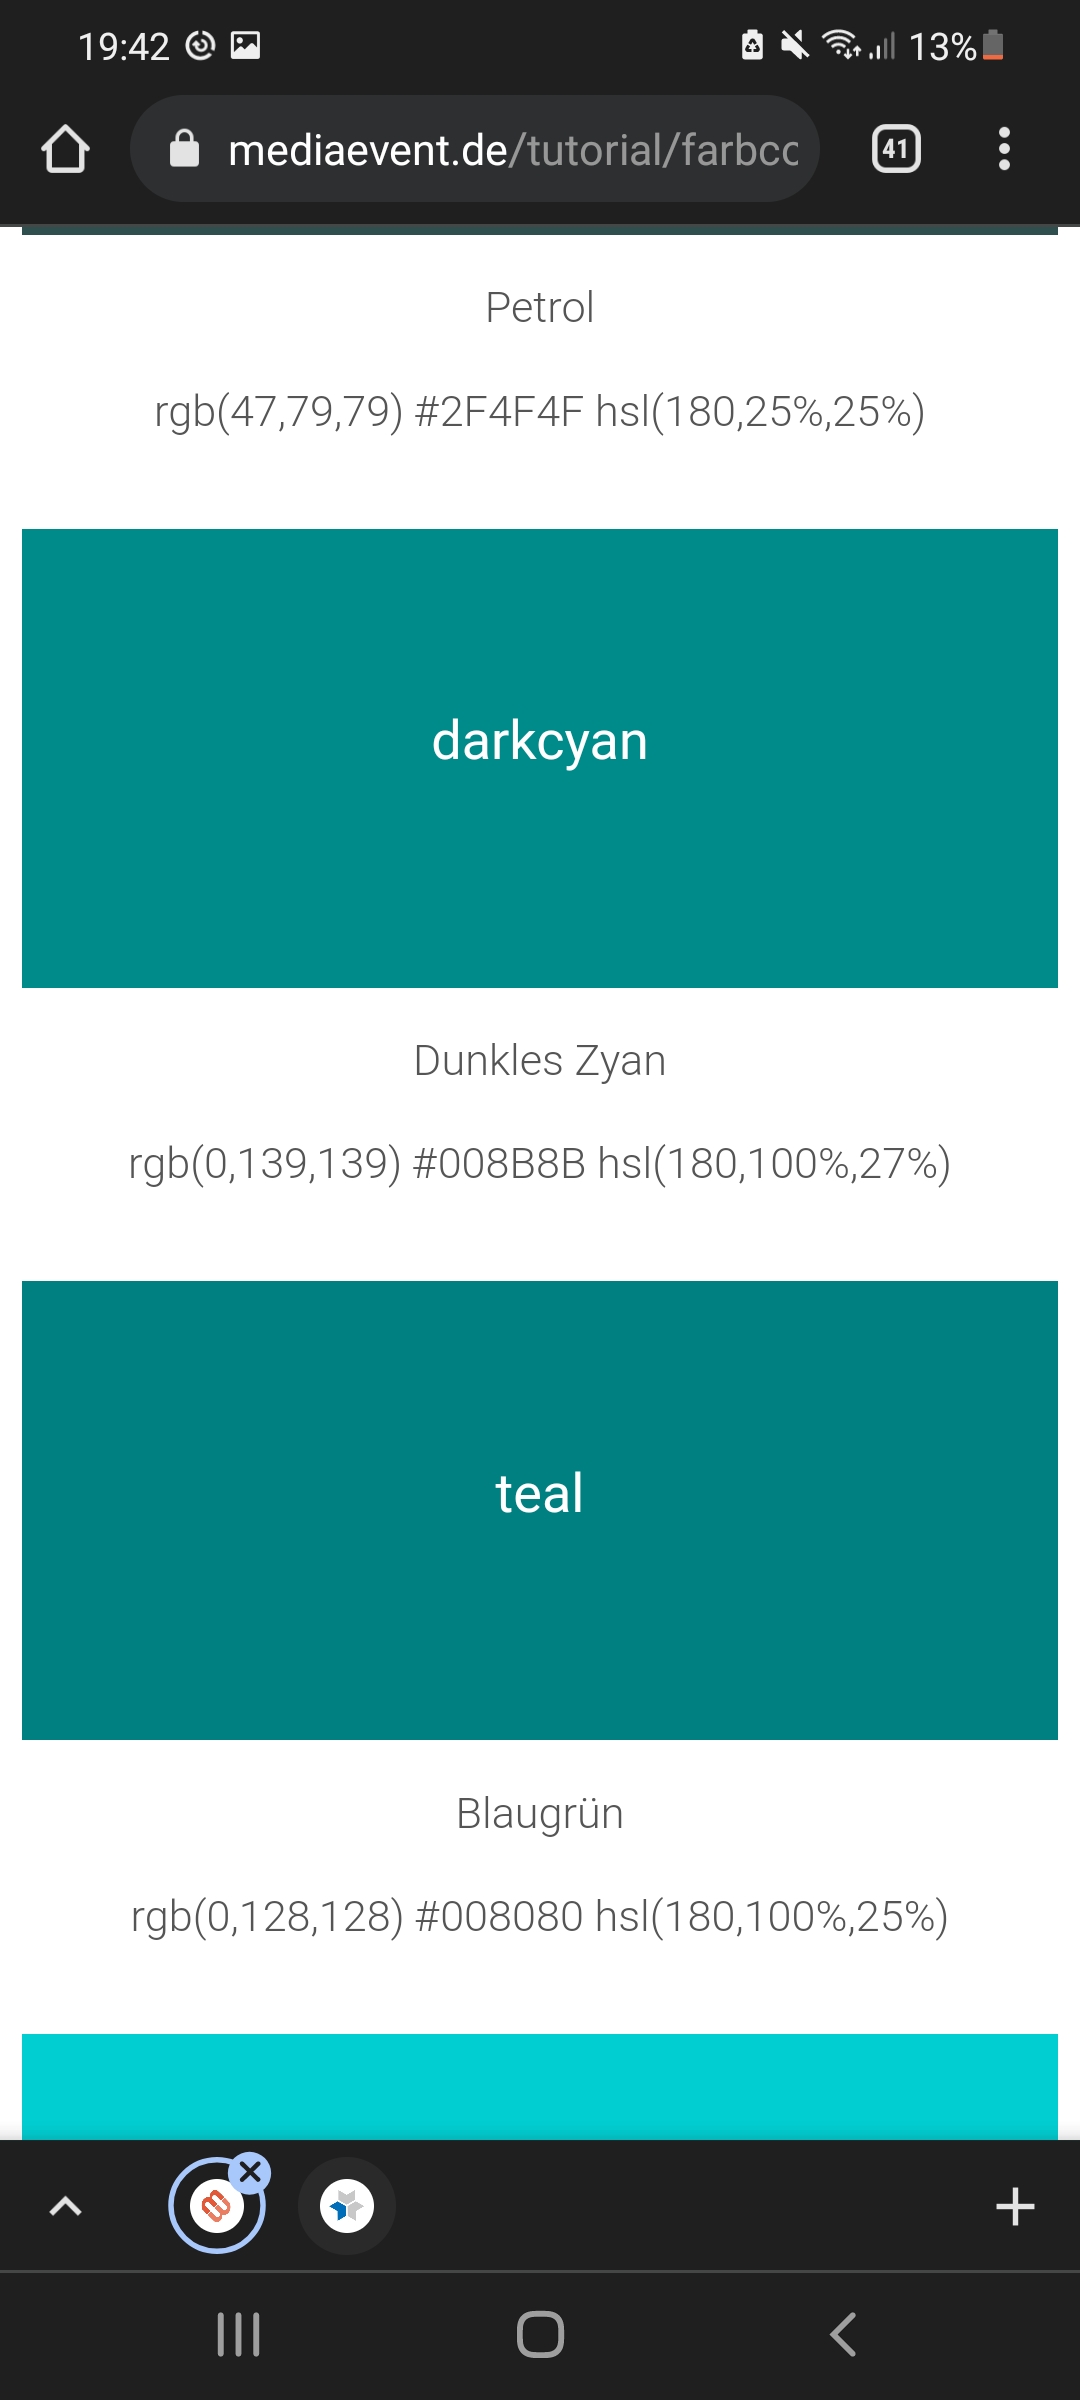 19:42
13%
mediaevent.de/tutorial/farbcc
41
Petrol
rgb(47,79,79) #2F4F4F hsl(180,25%,25%)
darkcyan
Dunkles Zyan
rgb(0,139,139) #008B8B hsl(180,100%,27%)
teal
Blaugrün
rgb(0,128,128) #008080 hsl(180,100%,25%)